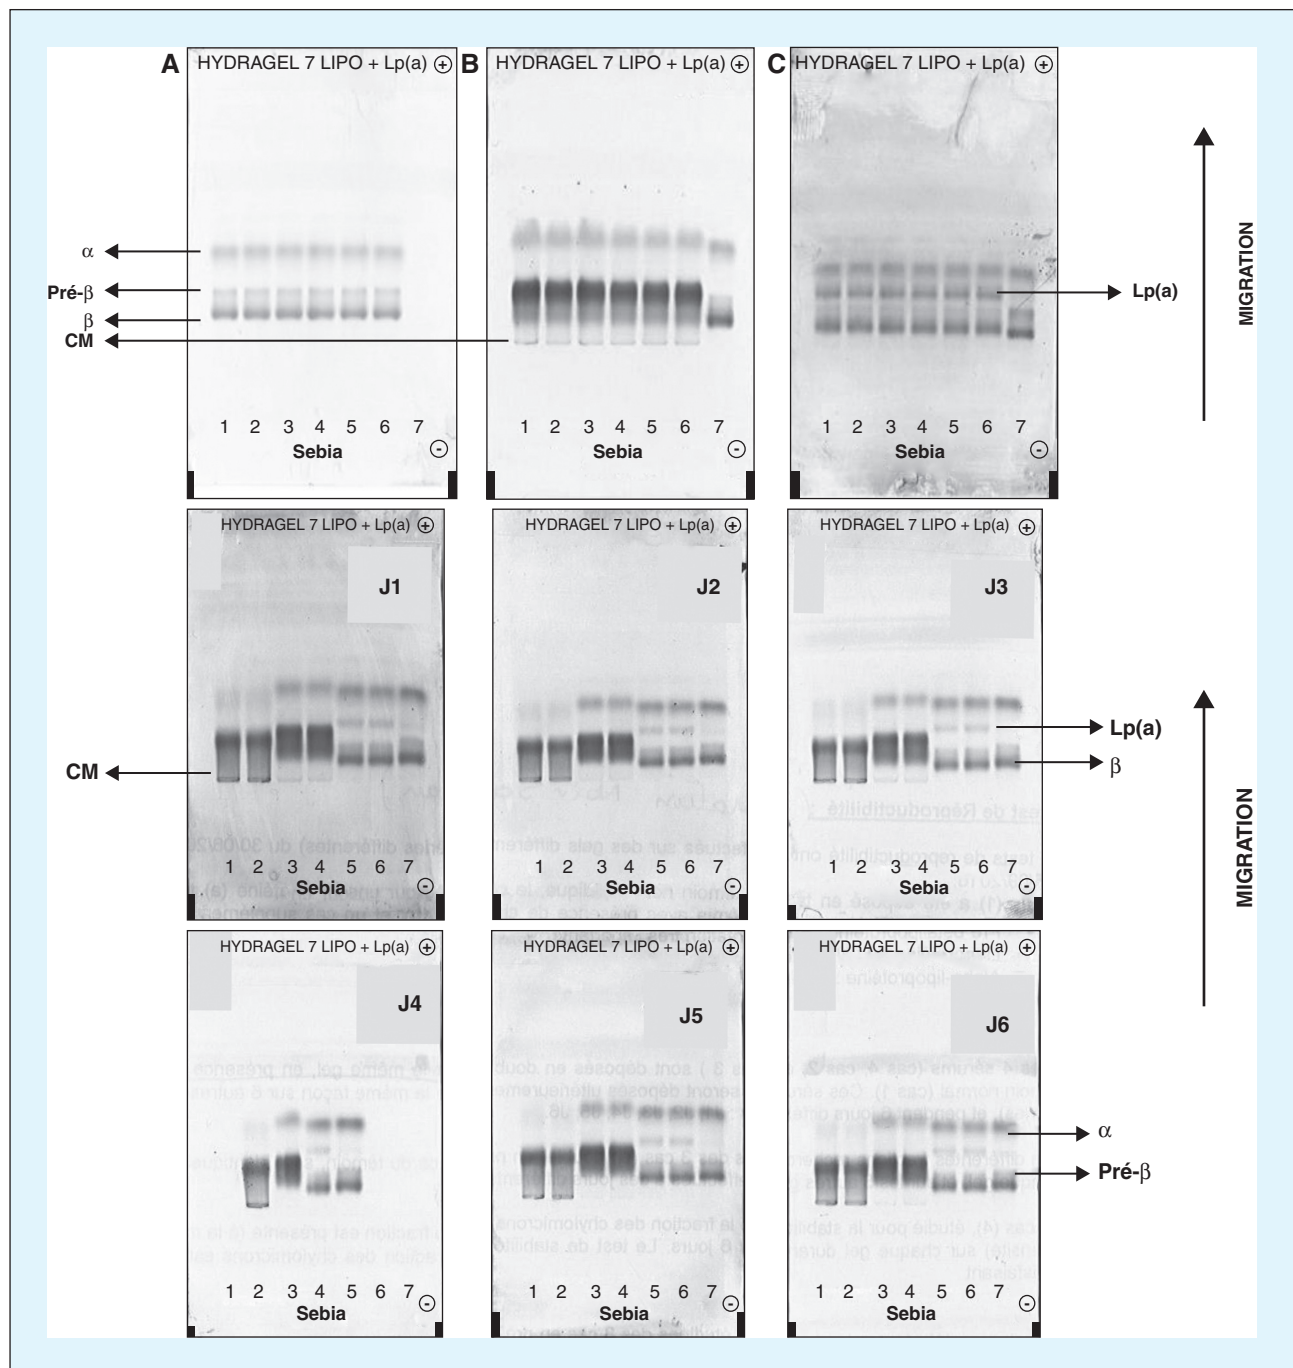 A HYDRAGEL 7 LIPO + Lp(a) +
B HYDRAGEL 7 LIPO + Lp(a) +
C HYDRAGEL 7 LIPO + Lp(a) +
α
Pré-β
β
CM
Lp(a)
MIGRATION
1 2 3 4 5 6 7
Sebia -
1 2 3 4 5 6 7
Sebia -
1 2 3 4 5 6 7
Sebia -
HYDRAGEL 7 LIPO + Lp(a) +
J1
HYDRAGEL 7 LIPO + Lp(a) +
J2
HYDRAGEL 7 LIPO + Lp(a) +
J3
CM
Lp(a)
β
MIGRATION
1 2 3 4 5 6 7
Sebia -
1 2 3 4 5 6 7
Sebia -
1 2 3 4 5 6 7
Sebia -
HYDRAGEL 7 LIPO + Lp(a) +
J4
HYDRAGEL 7 LIPO + Lp(a) +
J5
HYDRAGEL 7 LIPO + Lp(a) +
J6
α
Pré-β
1 2 3 4 5 6 7
Sebia -
1 2 3 4 5 6 7
Sebia -
1 2 3 4 5 6 7
Sebia -